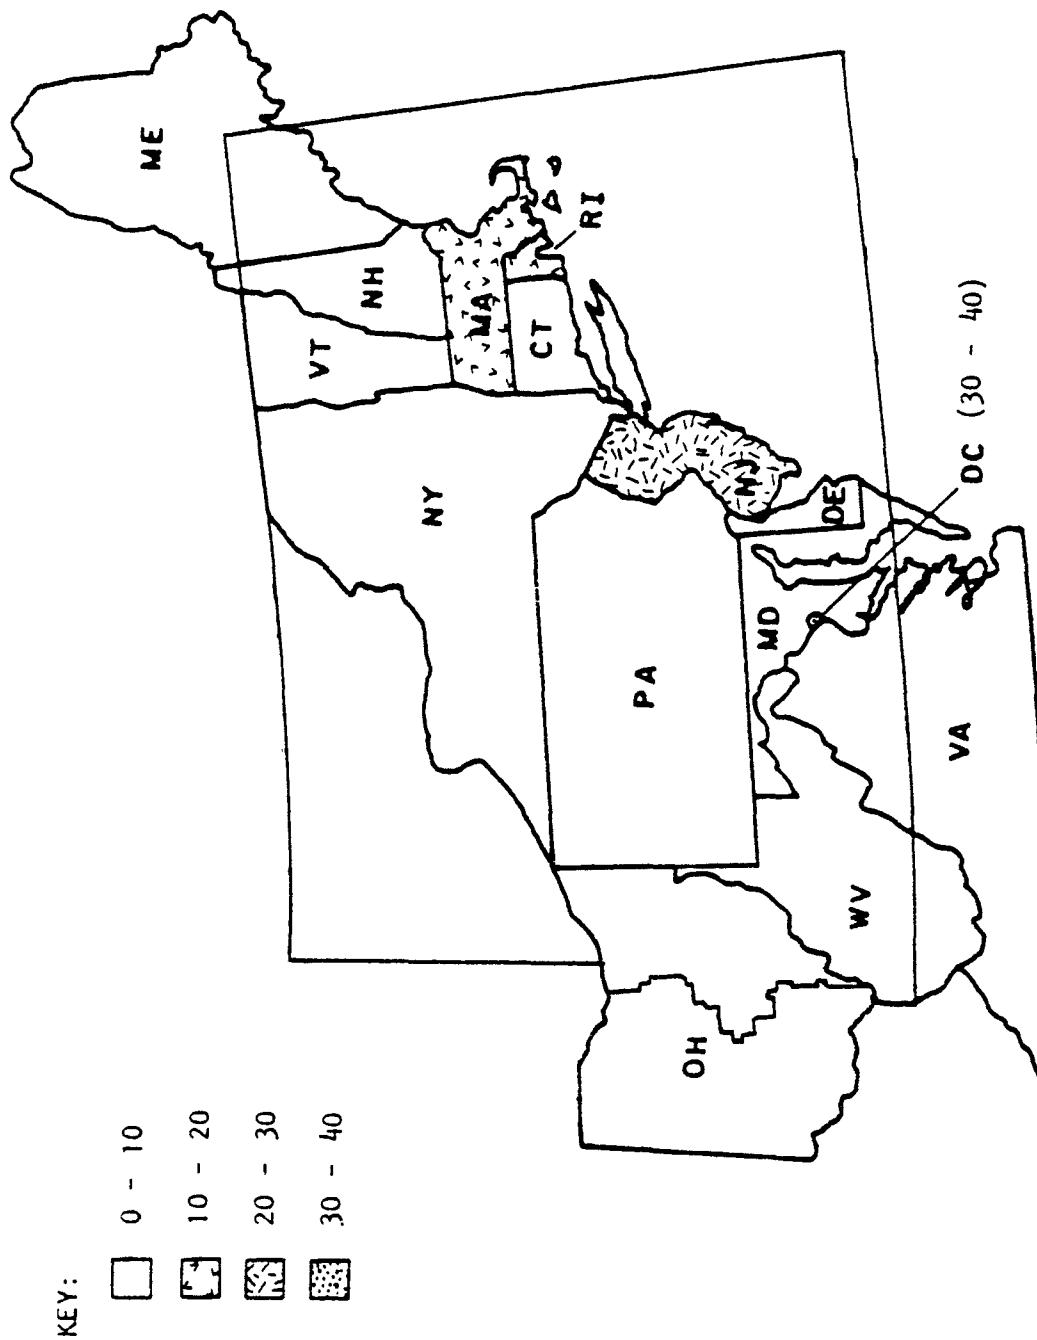 KEY:
0 - 10
10 - 20
20 - 30
30 - 40
ME
VT
NH
MA
CT
RI
NY
NJ
PA
DE
MD
DC (30 - 40)
OH
WV
VA